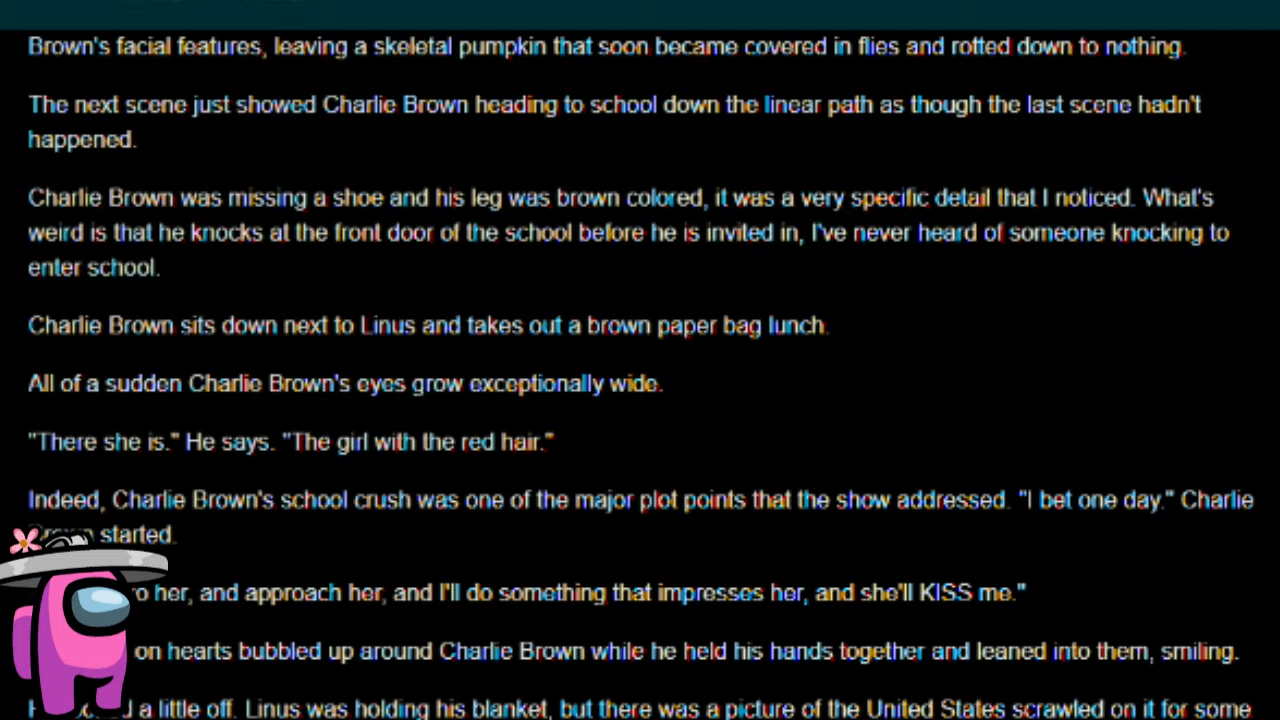 Brown's facial features, leaving a skeletal pumpkin that soon became covered in flies and rotted down to nothing.
The next scene just showed Charlie Brown heading to school down the linear path as though the last scene hadn't
happened.
Charlie Brown was missing a shoe and his leg was brown colored, it was a very specific detail that I noticed. What's
weird is that he knocks at the front door of the school before he is invited in, I've never heard of someone knocking to
enter school.
Charlie Brown sits down next to Linus and takes out a brown paper bag lunch.
All of a sudden Charlie Brown's eyes grow exceptionally wide.
"There she is." He says. "The girl with the red hair."
Indeed, Charlie Brown's school crush was one of the major plot points that the show addressed. "I bet one day." Charlie
started.
her, and approach her, and I'll do something that impresses her, and she'll KISS me."
on hearts bubbled up around Charlie Brown while he held his hands together and leaned into them, smiling.
a little off. Linus was holding his blanket, but there was a picture of the United States scrawled on it for some